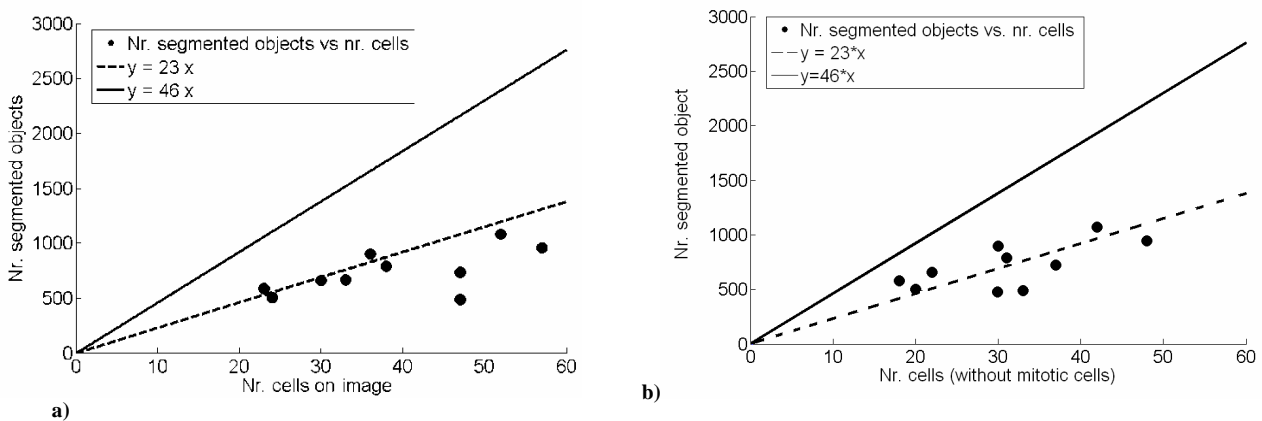 3000
2500
2000
1500
1000
500
0
Nr. segmented objects
Nr. segmented objects vs nr. cells
y = 23 x
y = 46 x
0 10 20 30 40 50 60
Nr. cells on image
a)
3000
2500
2000
1500
1000
500
0
Nr. segmented object
Nr. segmented objects vs. nr. cells
y = 23*x
y=46*x
0 10 20 30 40 50 60
Nr. cells (without mitotic cells)
b)